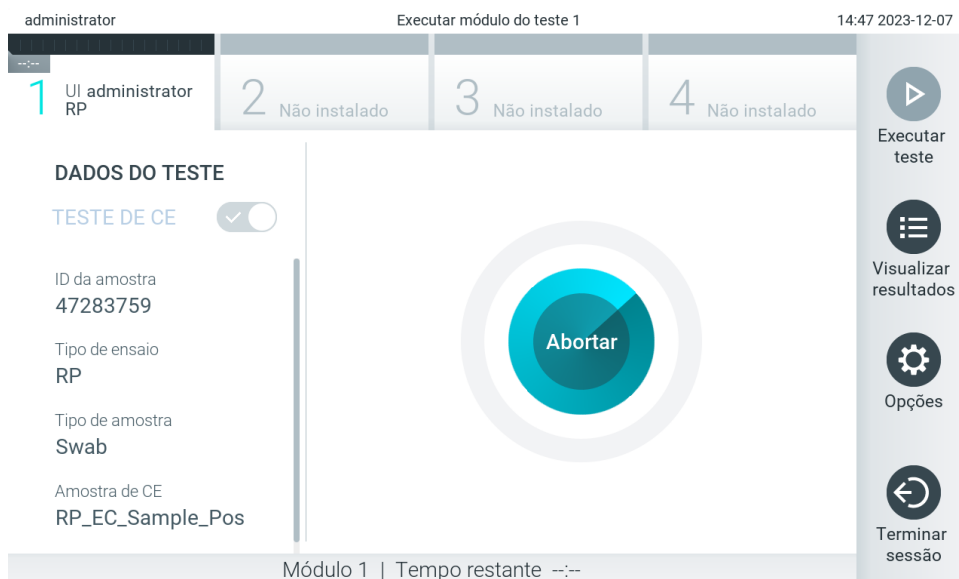 administrator
Executar módulo do teste 1
14:47 2023-12-07
--:--
1 UI administrator
RP
2 Não instalado
3 Não instalado
4 Não instalado
DADOS DO TESTE
TESTE DE CE
ID da amostra
47283759
Tipo de ensaio
RP
Tipo de amostra
Swab
Amostra de CE
RP_EC_Sample_Pos
Abortar
Executar
teste
Visualizar
resultados
Opções
Terminar
sessão
Módulo 1 | Tempo restante --:--